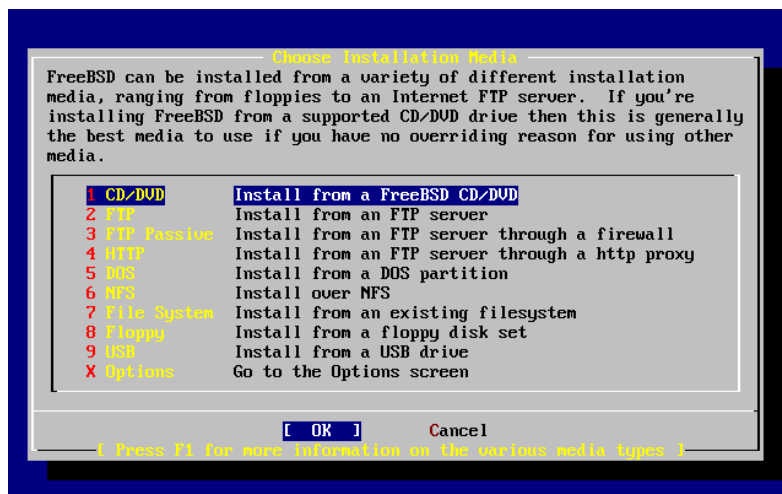 Choose Installation Media
FreeBSD can be installed from a variety of different installation
media, ranging from floppies to an Internet FTP server.  If you're
installing FreeBSD from a supported CD/DVD drive then this is generally
the best media to use if you have no overriding reason for using other
media.
1 CD/DVD Install from a FreeBSD CD/DVD
2 FTP Install from an FTP server
3 FTP Passive Install from an FTP server through a firewall
4 HTTP Install from an FTP server through a http proxy
5 DOS Install from a DOS partition
6 NFS Install over NFS
7 File System Install from an existing filesystem
8 Floppy Install from a floppy disk set
9 USB Install from a USB drive
X Options Go to the Options screen
[ OK ] Cancel
[ Press F1 for more information on the various media types ]